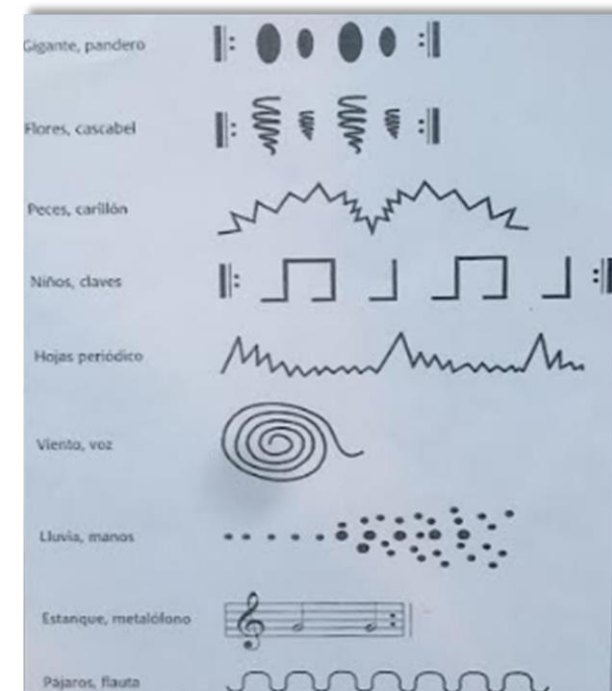 Gigante, pandero
Flores, cascabel
Peces, carillón
Niños, claves
Hojas periódico
Viento, voz
Lluvia, manos
Estanque, metalófono
Pájaros, flauta